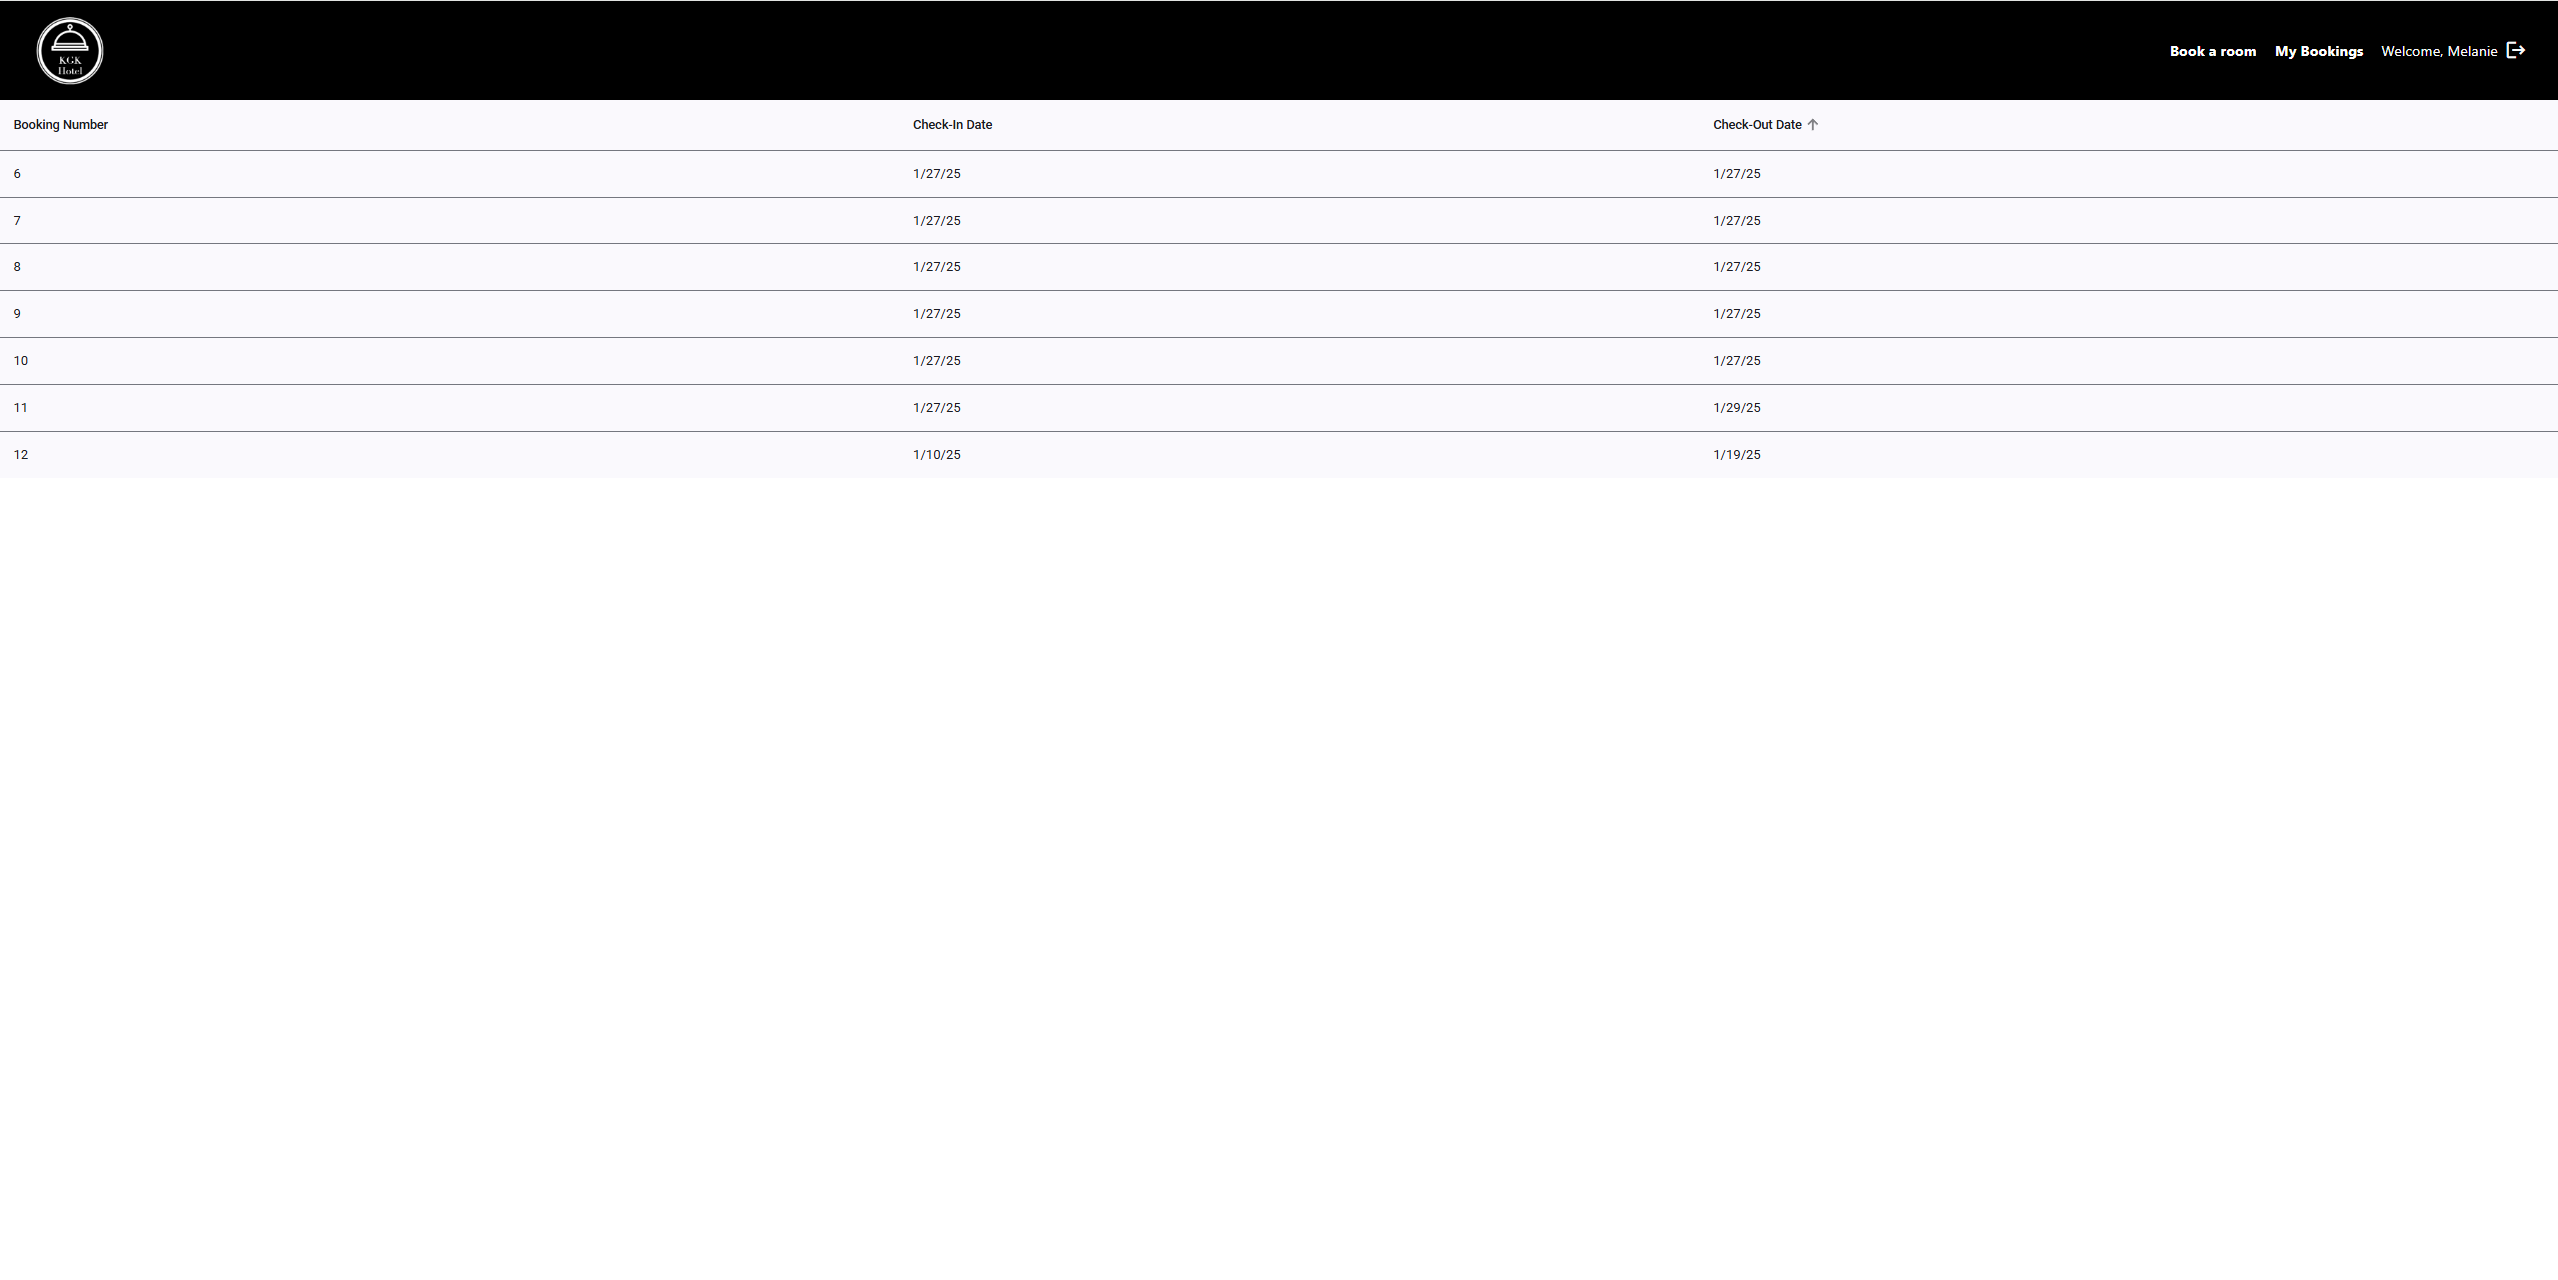 KGK
Hotel
Book a room My Bookings Welcome, Melanie
Booking Number Check-In Date Check-Out Date
6 1/27/25 1/27/25
7 1/27/25 1/27/25
8 1/27/25 1/27/25
9 1/27/25 1/27/25
10 1/27/25 1/27/25
11 1/27/25 1/29/25
12 1/10/25 1/19/25